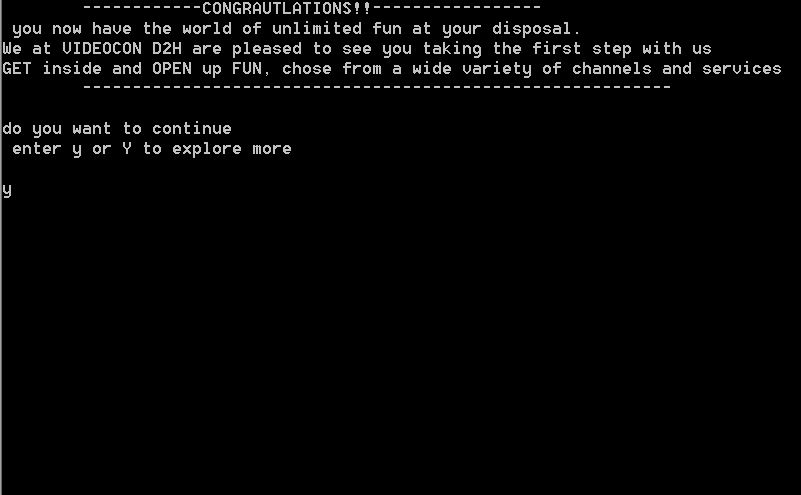 ------------CONGRAUTLATIONS!!-----------------
you now have the world of unlimited fun at your disposal.
We at VIDEOCON D2H are pleased to see you taking the first step with us
GET inside and OPEN up FUN, chose from a wide variety of channels and services
-----------------------------------------------------------
do you want to continue
enter y or Y to explore more
y